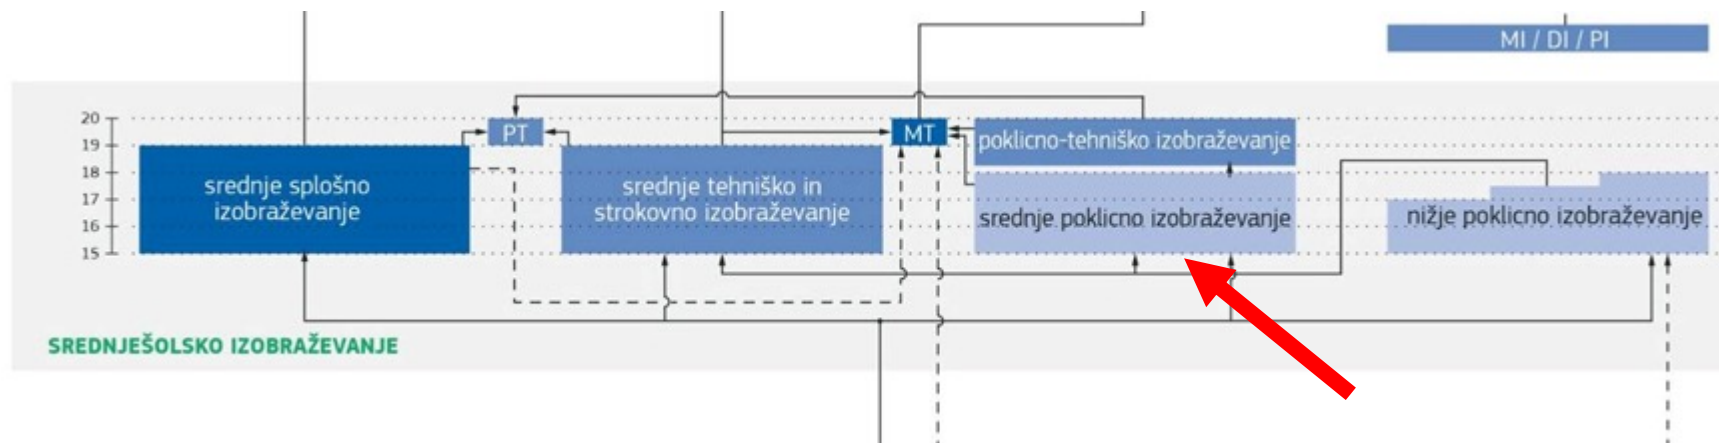 MI / DI / PI
20
19
18
17
16
15
PT
MT
poklicno-tehniško izobraževanje
srednje splošno
izobraževanje
srednje tehniško in
strokovno izobraževanje
srednje poklicno izobraževanje
nižje poklicno izobraževanje
SREDNJEŠOLSKO IZOBRAŽEVANJE